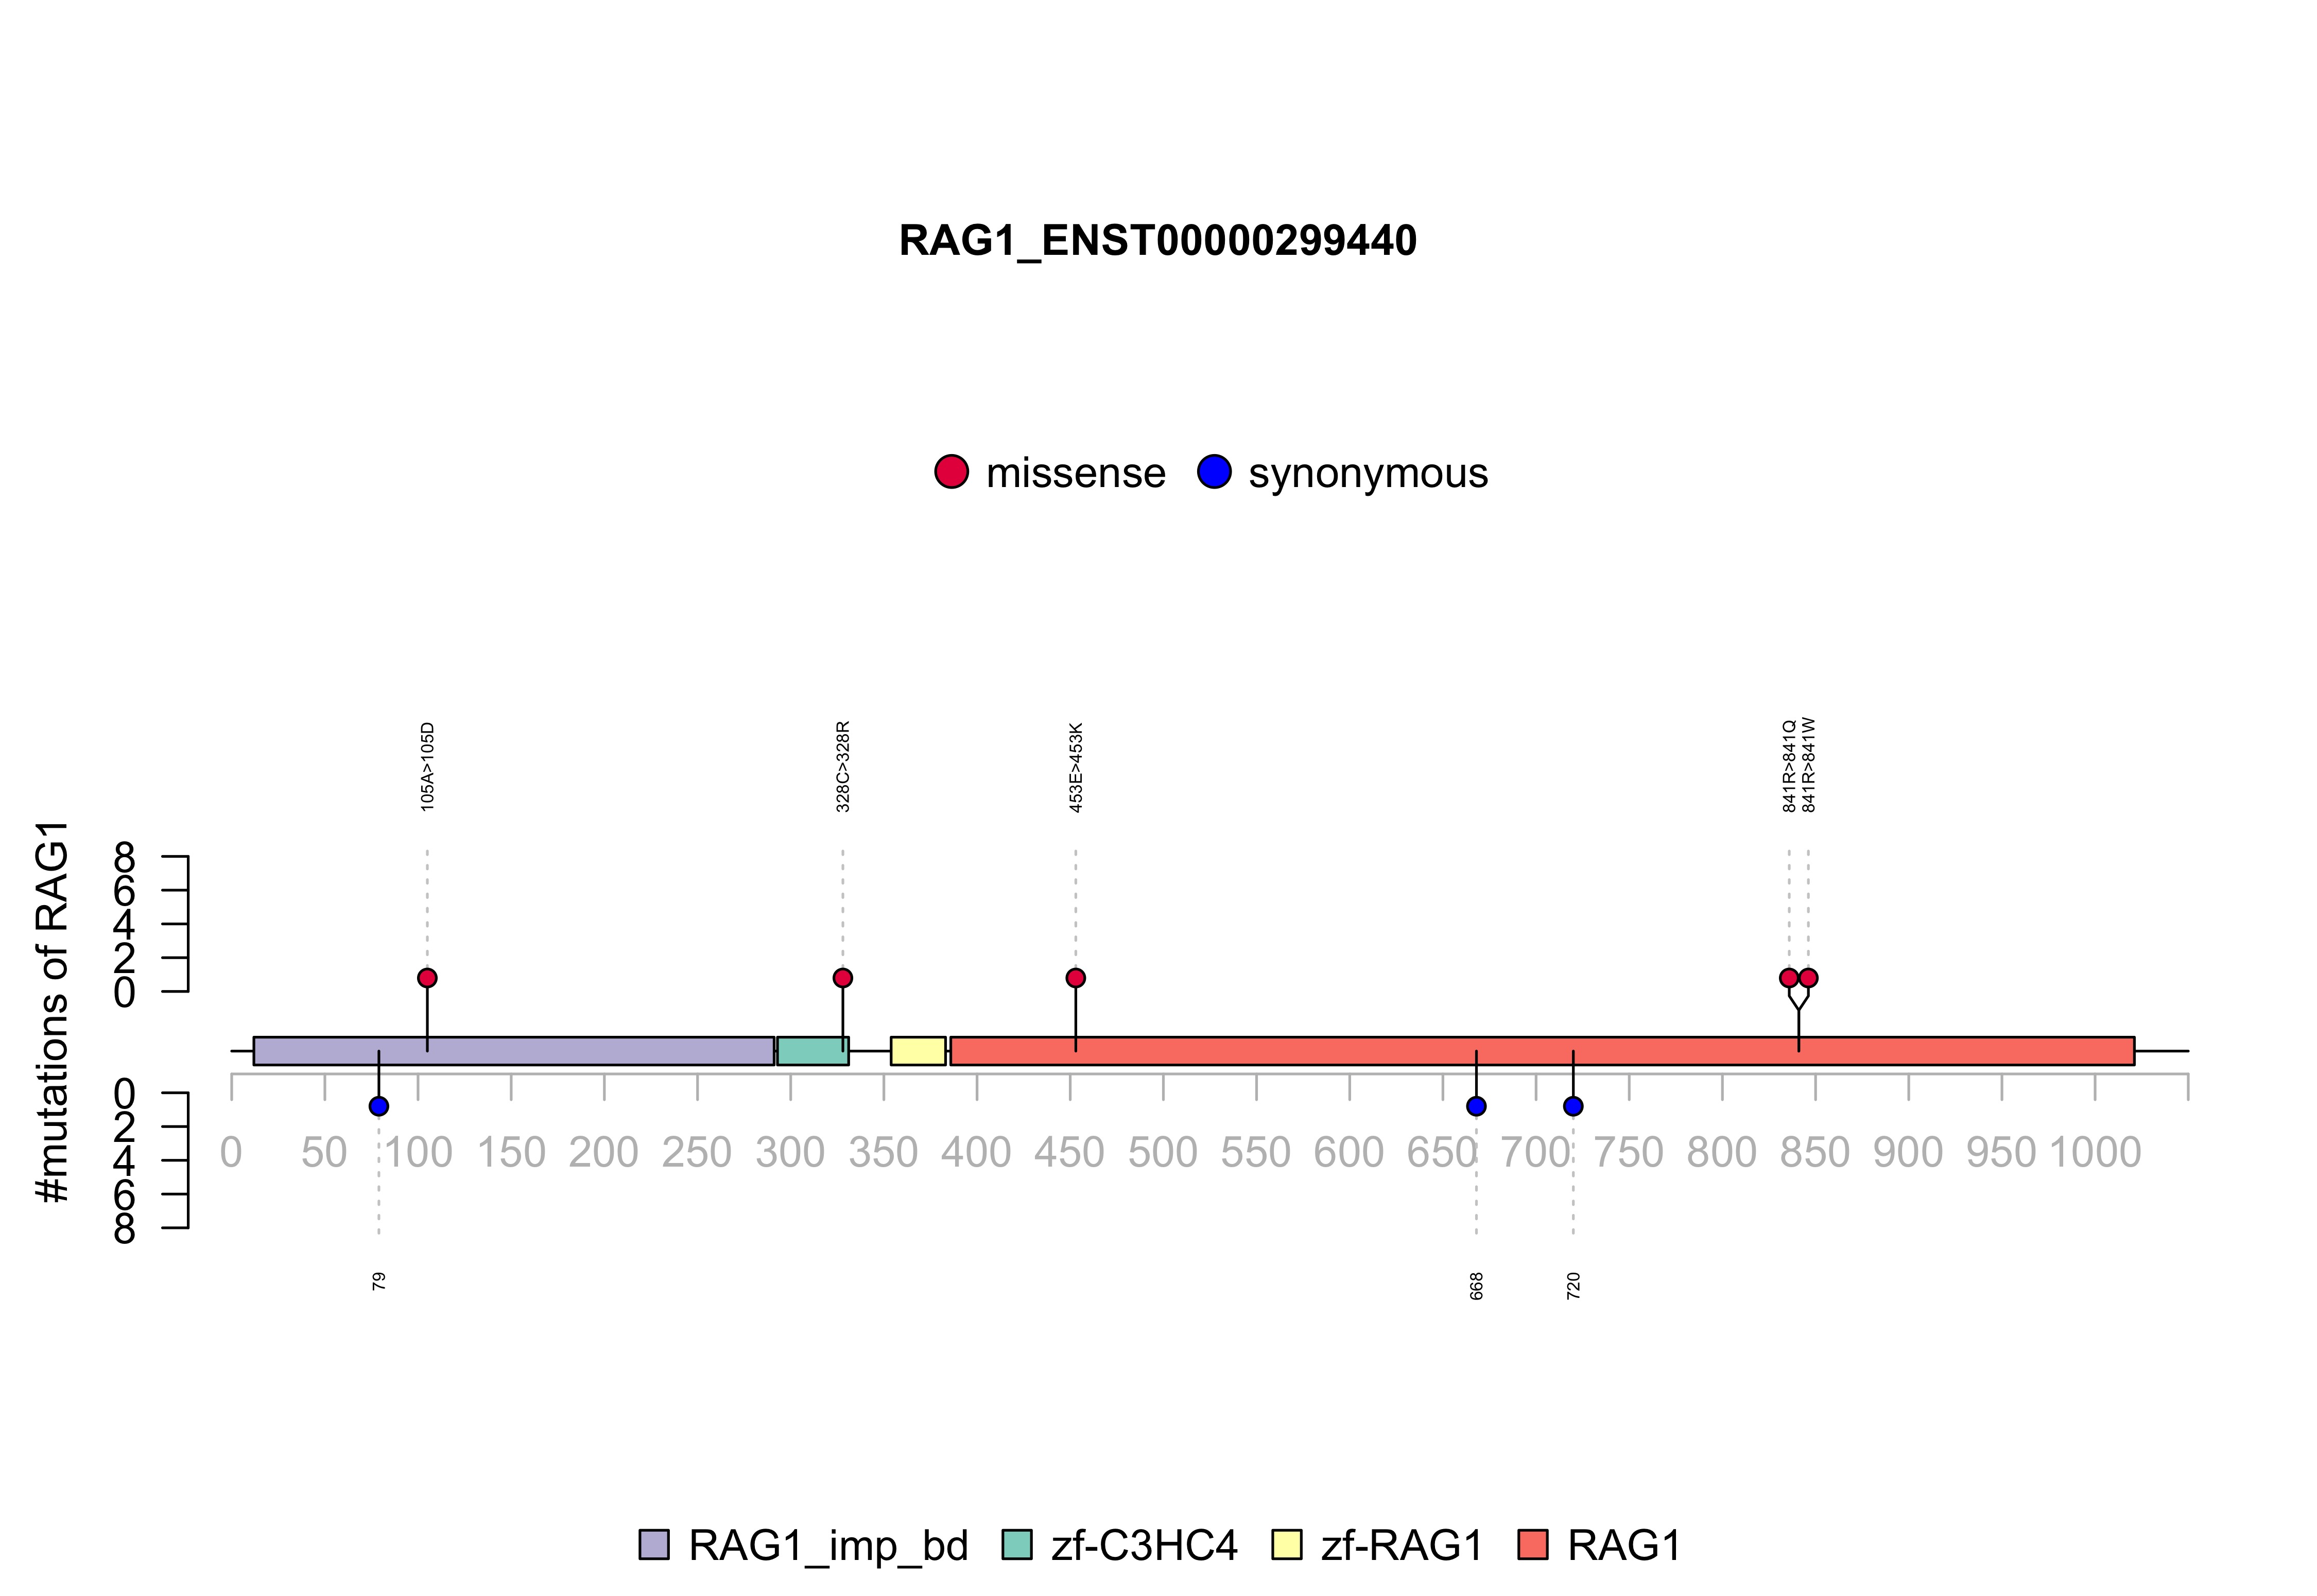 RAG1_ENST00000299440
missense synonymous
105A>105D
328C>328R
453E>453K
841R>841Q
841R>841W
#mutations of RAG1
8
6
4
2
0
0
2
4
6
8
0 50 100 150 200 250 300 350 400 450 500 550 600 650 700 750 800 850 900 950 1000
79
668
720
RAG1_imp_bd zf-C3HC4 zf-RAG1 RAG1